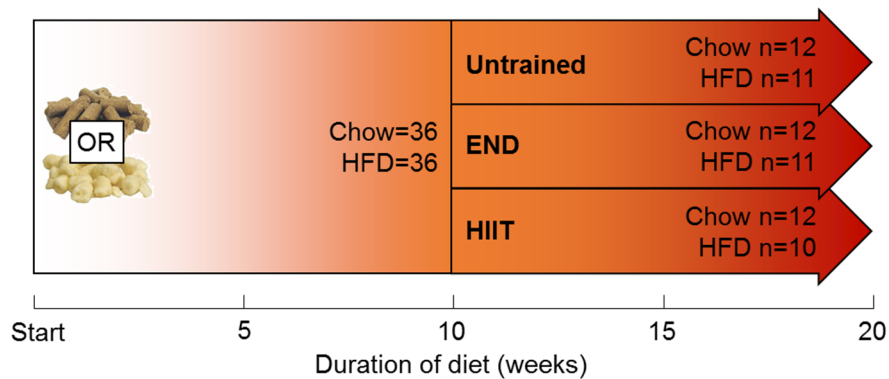 OR
Chow=36
HFD=36
Untrained
Chow n=12
HFD n=11
END
Chow n=12
HFD n=11
HIIT
Chow n=12
HFD n=10
Start 5 10 15 20
Duration of diet (weeks)